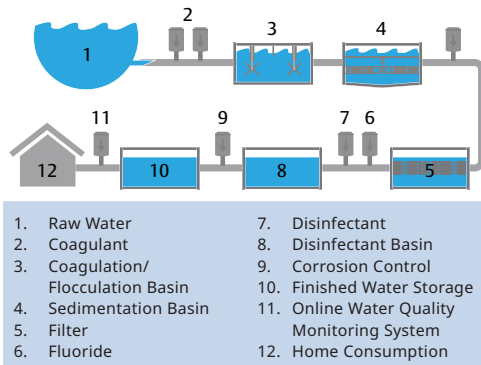 2
3
4
1
11
9
7
6
12
10
8
5
1. Raw Water
2. Coagulant
3. Coagulation/
Flocculation Basin
4. Sedimentation Basin
5. Filter
6. Fluoride
7. Disinfectant
8. Disinfectant Basin
9. Corrosion Control
10. Finished Water Storage
11. Online Water Quality
Monitoring System
12. Home Consumption